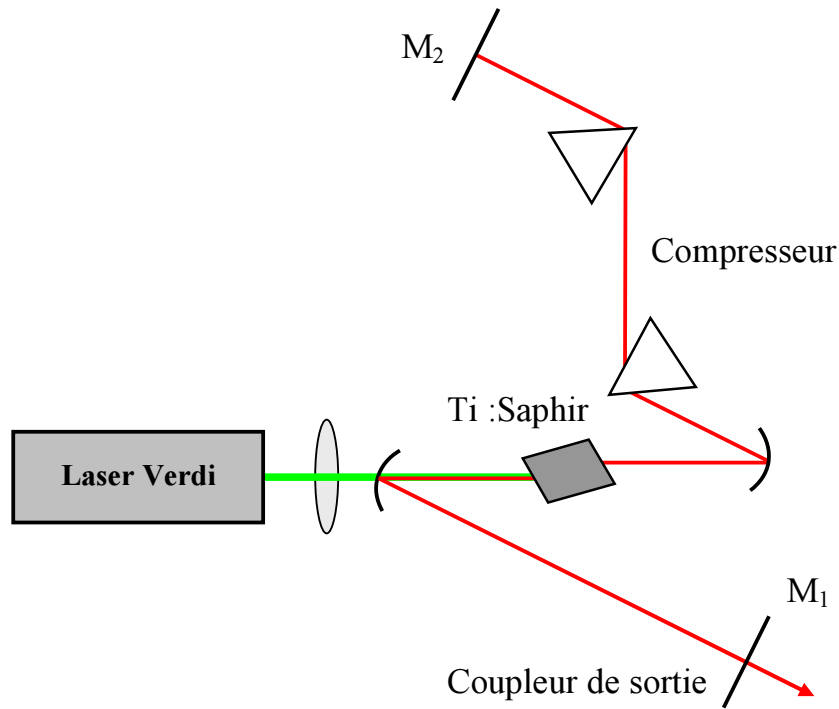 M₂
Compresseur
Ti :Saphir
Laser Verdi
M₁
Coupleur de sortie